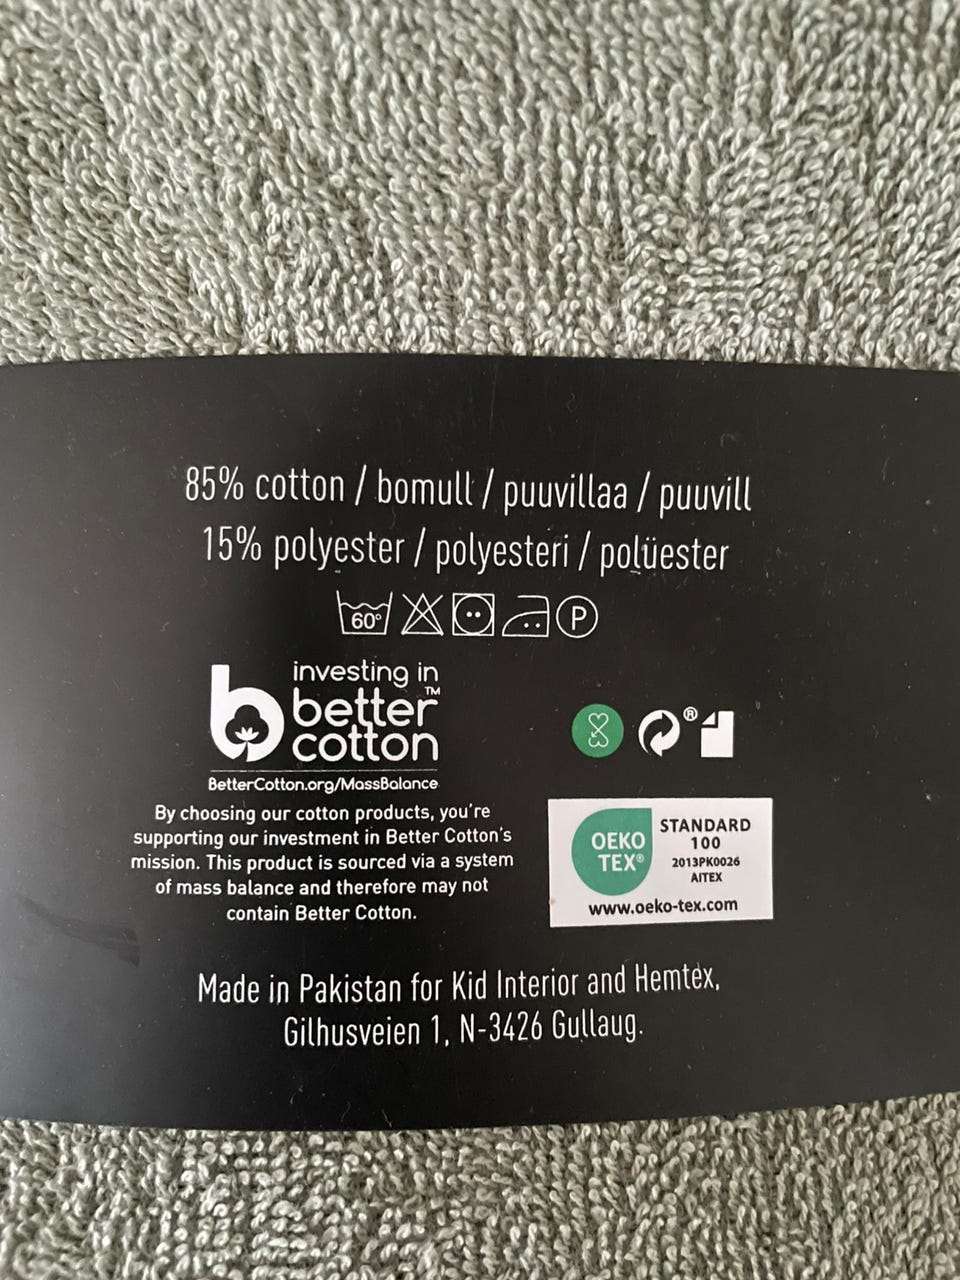 85% cotton / bomull / puuvillaa / puuvill
15% polyester / polyesteri / polüester
60° P
investing in
better™
cotton
BetterCotton.org/MassBalance
By choosing our cotton products, you're
supporting our investment in Better Cotton's
mission. This product is sourced via a system
of mass balance and therefore may not
contain Better Cotton.
®
OEKO
TEX®
STANDARD
100
2013PK0026
AITEX
www.oeko-tex.com
Made in Pakistan for Kid Interior and Hemtex,
Gilhusveien 1, N-3426 Gullaug.